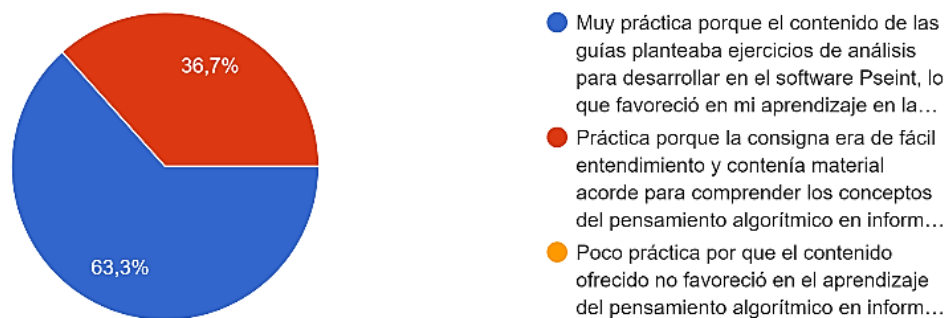 36,7%
63,3%
Muy práctica porque el contenido de las
guías planteaba ejercicios de análisis
para desarrollar en el software Pseint, lo
que favoreció en mi aprendizaje en la…
Práctica porque la consigna era de fácil
entendimiento y contenía material
acorde para comprender los conceptos
del pensamiento algorítmico en inform…
Poco práctica por que el contenido
ofrecido no favoreció en el aprendizaje
del pensamiento algorítmico en inform…